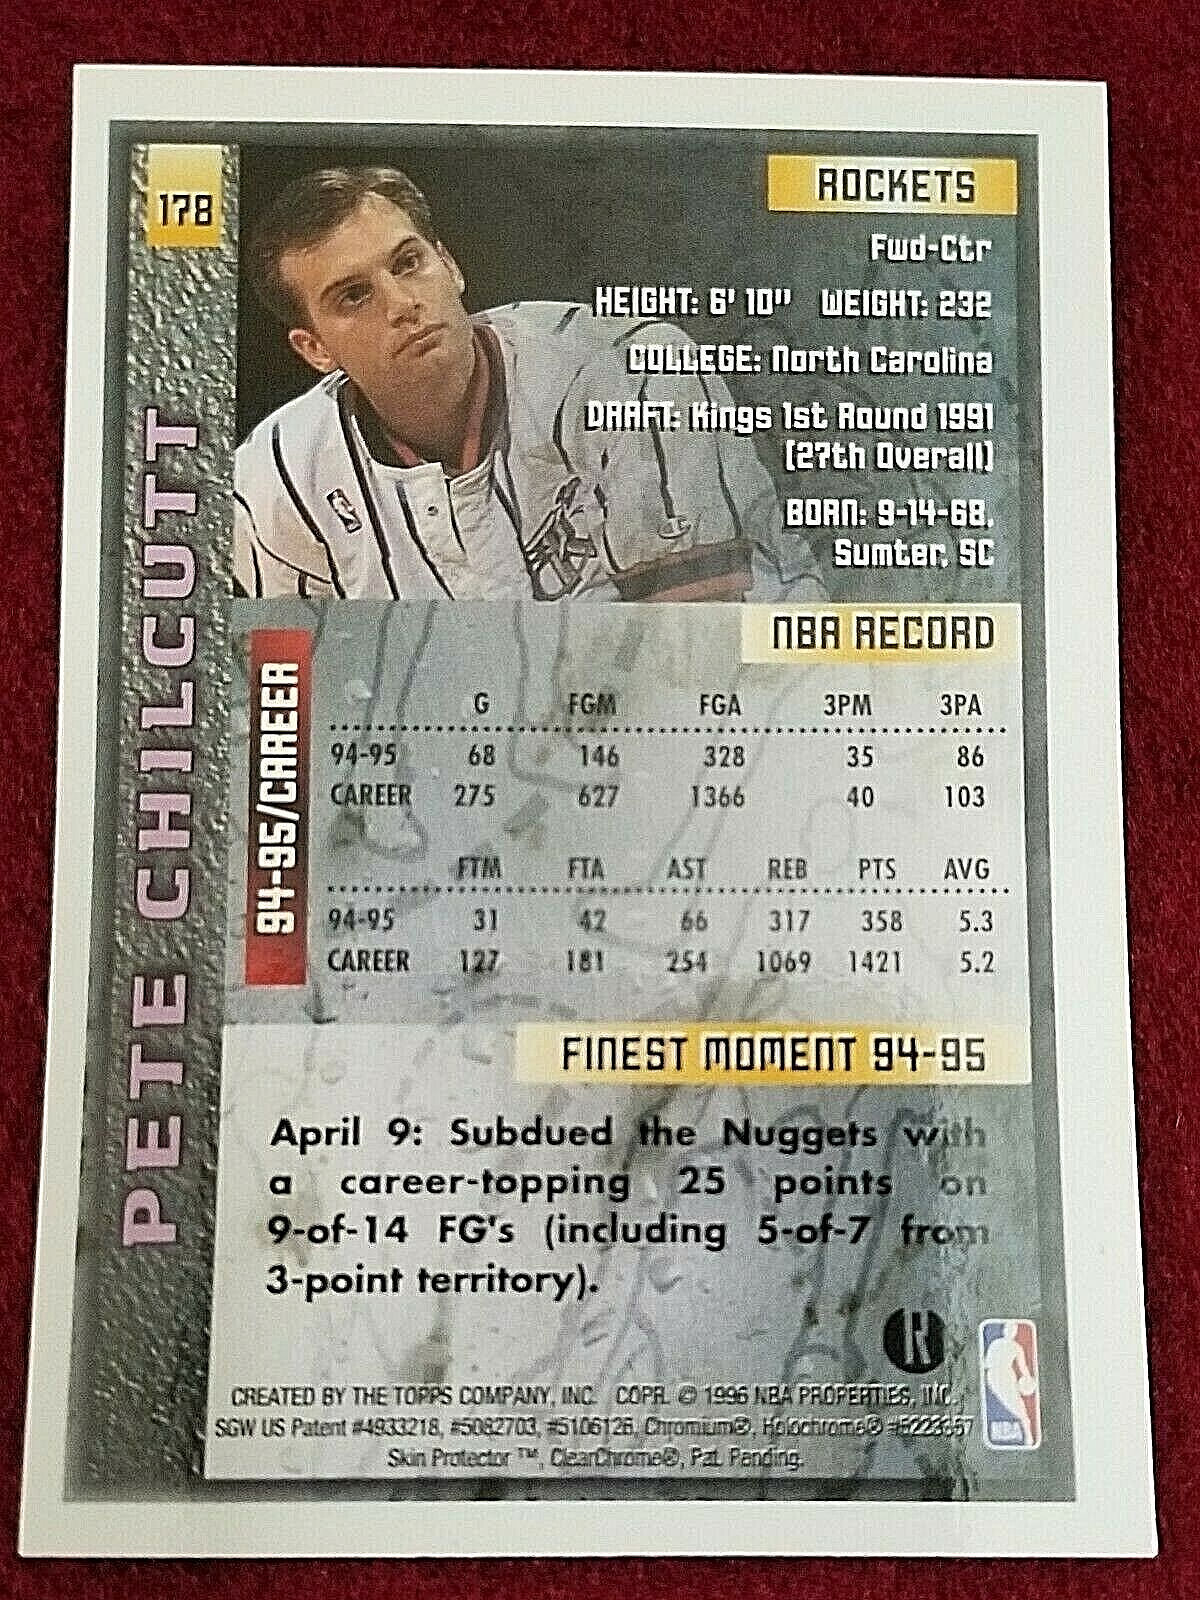 178
PETE CHILCUTT
ROCKETS
Fwd-Ctr
HEIGHT: 6' 10" WEIGHT: 232
COLLEGE: North Carolina
DRAFT: Kings 1st Round 1991
(27th Overall)
BORN: 9-14-68,
Sumter, SC
NBA RECORD
94-95/CAREER
G FGM FGA 3PM 3PA
94-95 68 146 328 35 86
CAREER 275 627 1366 40 103
FTM FTA AST REB PTS AVG
94-95 31 42 66 317 358 5.3
CAREER 127 181 254 1069 1421 5.2
FINEST MOMENT 94-95
April 9: Subdued the Nuggets with
a career-topping 25 points on
9-of-14 FG's (including 5-of-7 from
3-point territory).
CREATED BY THE TOPPS COMPANY, INC. COPR. © 1996 NBA PROPERTIES, INC.
SGW US Patent #4933218, #5082703, #5106126, Chromium®, Holochrome® #5223357
Skin Protector ™, ClearChrome®, Pat. Pending.
NBA